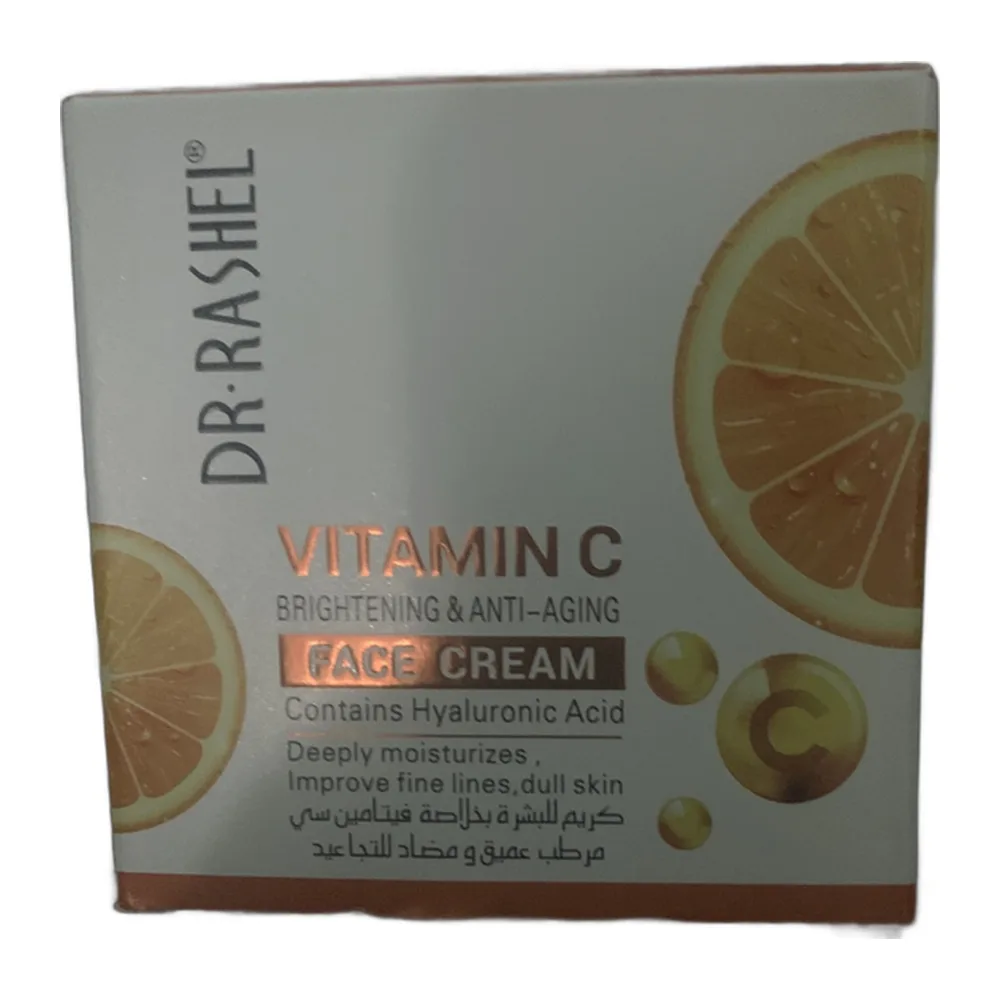 DR·RASHEL®
VITAMIN C
BRIGHTENING & ANTI-AGING
FACE CREAM
Contains Hyaluronic Acid
Deeply moisturizes,
Improve fine lines, dull skin
كريم للبشرة بخلاصة فيتامين سي
مرطب عميق و مضاد للتجاعيد
C